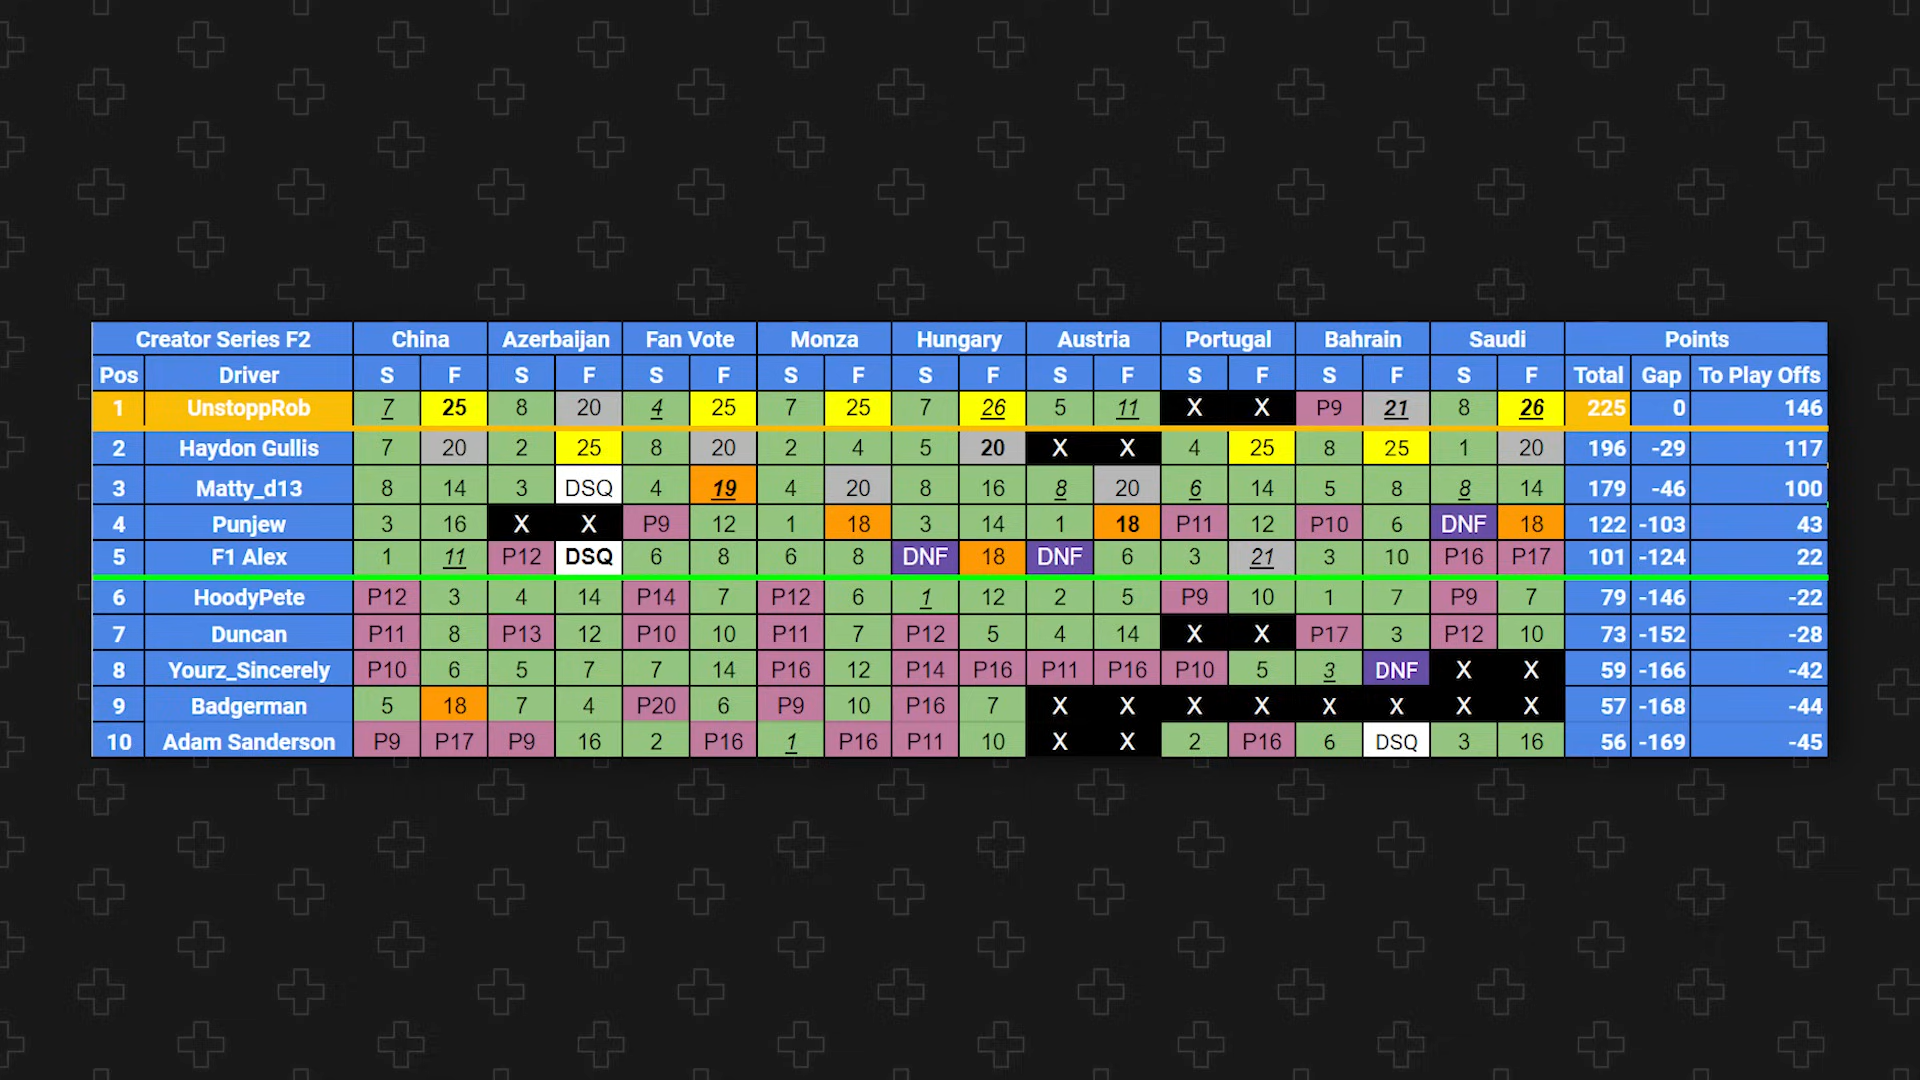 Creator Series F2 China Azerbaijan Fan Vote Monza Hungary Austria Portugal Bahrain Saudi Points
Pos Driver S F S F S F S F S F S F S F S F S F Total Gap To Play Offs
1 UnstoppRob 7 25 8 20 4 25 7 25 7 26 5 11 X X P9 21 8 26 225 0 146
2 Haydon Gullis 7 20 2 25 8 20 2 4 5 20 X X 4 25 8 25 1 20 196 -29 117
3 Matty_d13 8 14 3 DSQ 4 19 4 20 8 16 8 20 6 14 5 8 8 14 179 -46 100
4 Punjew 3 16 X X P9 12 1 18 3 14 1 18 P11 12 P10 6 DNF 18 122 -103 43
5 F1 Alex 1 11 P12 DSQ 6 8 6 8 DNF 18 DNF 6 3 21 3 10 P16 P17 101 -124 22
6 HoodyPete P12 3 4 14 P14 7 P12 6 1 12 2 5 P9 10 1 7 P9 7 79 -146 -22
7 Duncan P11 8 P13 12 P10 10 P11 7 P12 5 4 14 X X P17 3 P12 10 73 -152 -28
8 Yourz_Sincerely P10 6 5 7 7 14 P16 12 P14 P16 P11 P16 P10 5 3 DNF X X 59 -166 -42
9 Badgerman 5 18 7 4 P20 6 P9 10 P16 7 X X X X X X X X 57 -168 -44
10 Adam Sanderson P9 P17 P9 16 2 P16 1 P16 P11 10 X X 2 P16 6 DSQ 3 16 56 -169 -45